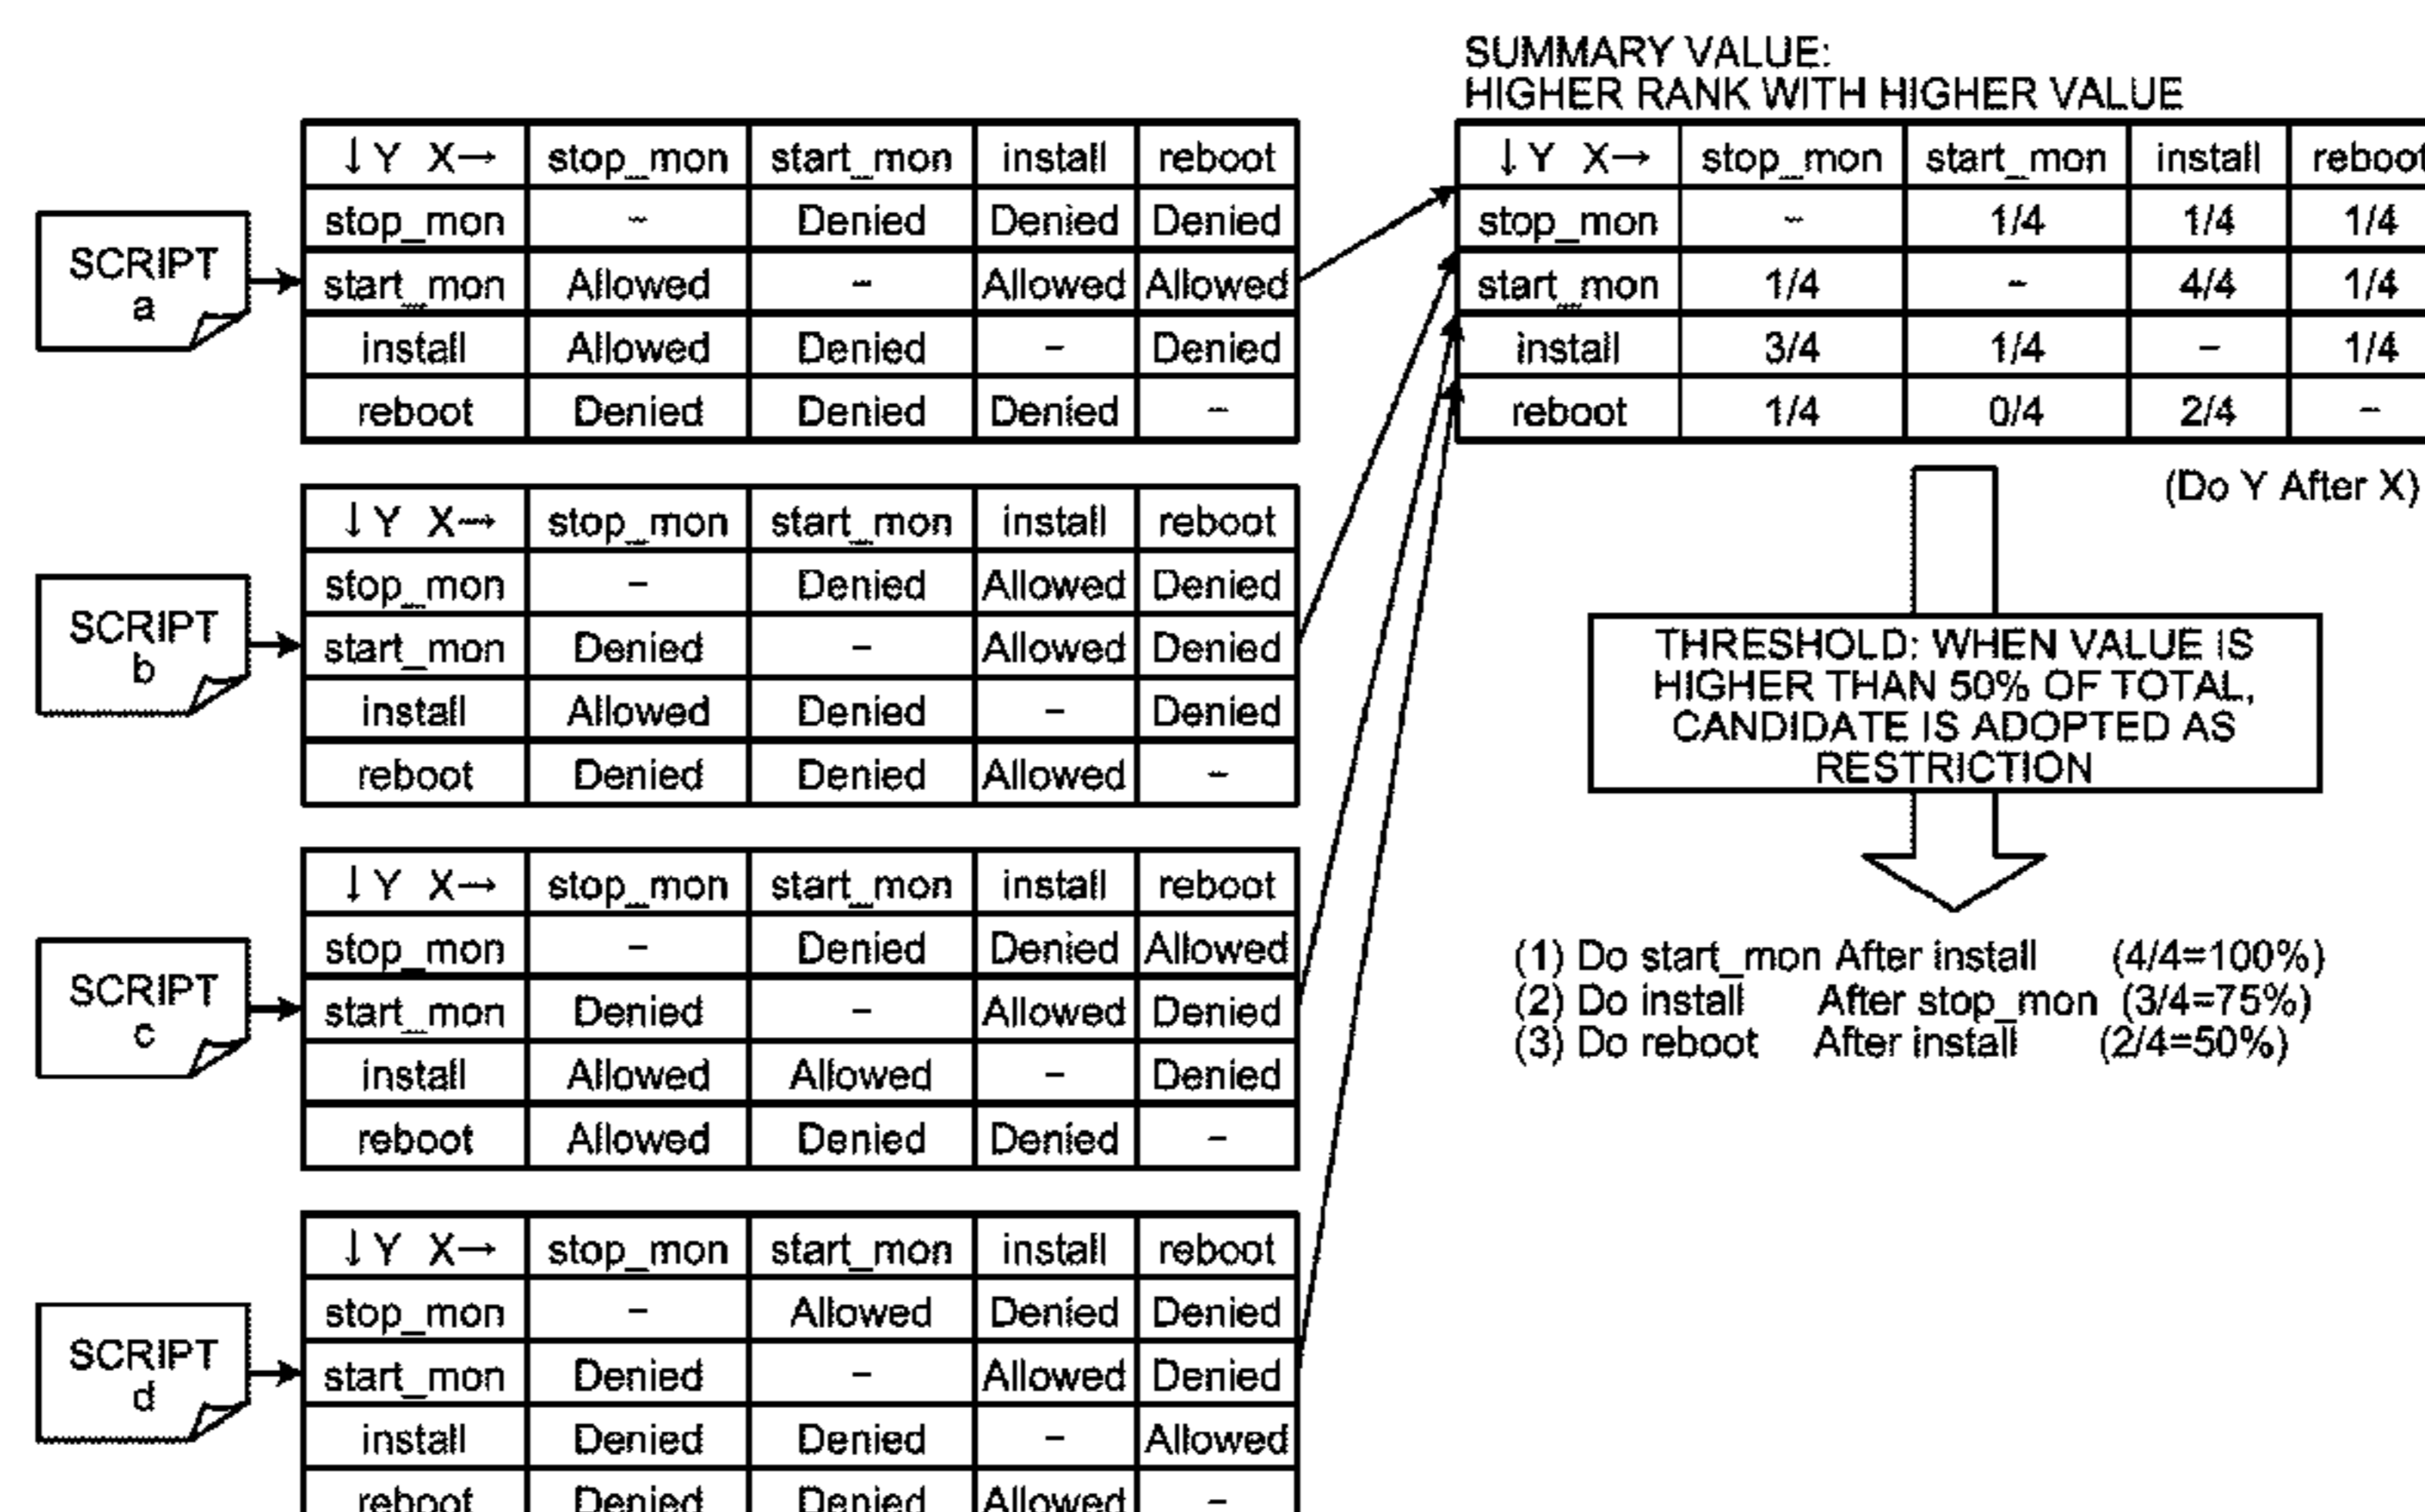 SUMMARY VALUE:
HIGHER RANK WITH HIGHER VALUE
SCRIPT
a
↓Y X→ stop_mon start_mon install reboot
stop_mon – Denied Denied Denied
start_mon Allowed – Allowed Allowed
install Allowed Denied – Denied
reboot Denied Denied Denied –
↓Y X→ stop_mon start_mon install reboot
stop_mon – 1/4 1/4 1/4
start_mon 1/4 – 4/4 1/4
install 3/4 1/4 – 1/4
reboot 1/4 0/4 2/4 –
(Do Y After X)
SCRIPT
b
↓Y X→ stop_mon start_mon install reboot
stop_mon – Denied Allowed Denied
start_mon Denied – Allowed Denied
install Allowed Denied – Denied
reboot Denied Denied Allowed –
THRESHOLD: WHEN VALUE IS
HIGHER THAN 50% OF TOTAL,
CANDIDATE IS ADOPTED AS
RESTRICTION
SCRIPT
c
↓Y X→ stop_mon start_mon install reboot
stop_mon – Denied Denied Allowed
start_mon Denied – Allowed Denied
install Allowed Allowed – Denied
reboot Allowed Denied Denied –
(1) Do start_mon After install (4/4=100%)
(2) Do install After stop_mon (3/4=75%)
(3) Do reboot After install (2/4=50%)
SCRIPT
d
↓Y X→ stop_mon start_mon install reboot
stop_mon – Allowed Denied Denied
start_mon Denied – Allowed Denied
install Denied Denied – Allowed
reboot Denied Denied Allowed –